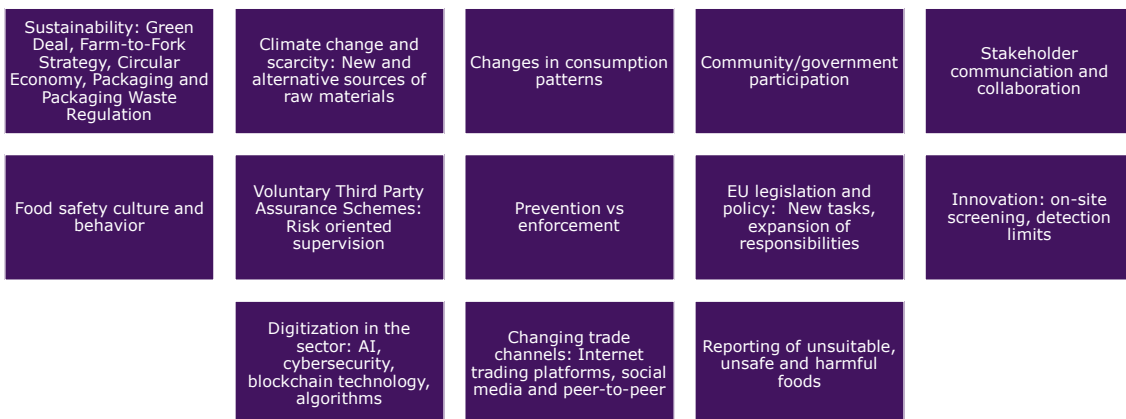 Sustainability: Green
Deal, Farm-to-Fork
Strategy, Circular
Economy, Packaging and
Packaging Waste
Regulation
Climate change and
scarcity: New and
alternative sources of
raw materials
Changes in consumption
patterns
Community/government
participation
Stakeholder
communciation and
collaboration
Food safety culture and
behavior
Voluntary Third Party
Assurance Schemes:
Risk oriented
supervision
Prevention vs
enforcement
EU legislation and
policy:  New tasks,
expansion of
responsibilities
Innovation: on-site
screening, detection
limits
Digitization in the
sector: AI,
cybersecurity,
blockchain technology,
algorithms
Changing trade
channels: Internet
trading platforms, social
media and peer-to-peer
Reporting of unsuitable,
unsafe and harmful
foods